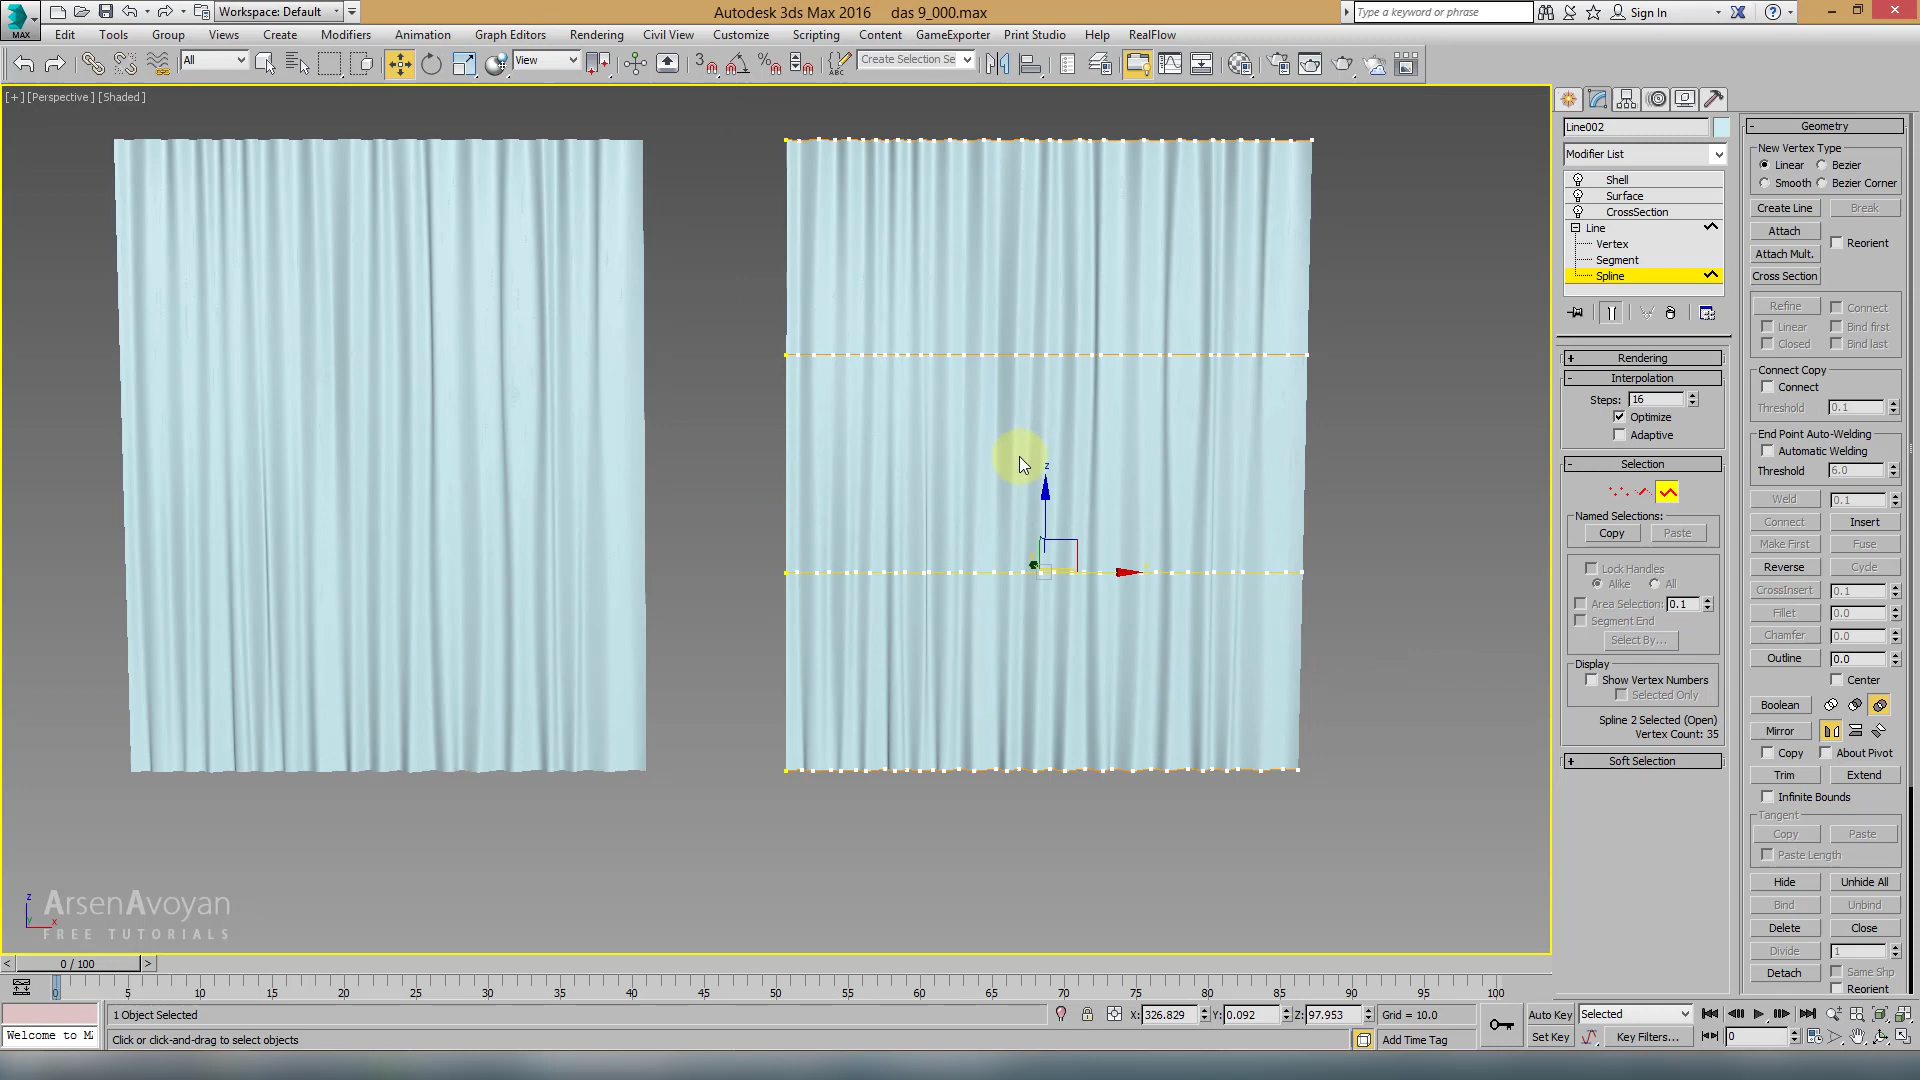 Workspace: Default
Autodesk 3ds Max 2016 das 9_000.max
Type a keyword or phrase
Sign In
MAX
Edit Tools Group Views Create Modifiers Animation Graph Editors Rendering Civil View Customize Scripting Content GameExporter Print Studio Help RealFlow
All
View
Create Selection Se
[+] [Perspective] [Shaded]
Line002
Modifier List
Shell
Surface
CrossSection
Line
Vertex
Segment
Spline
Rendering
Interpolation
Steps: 16
Optimize
Adaptive
Selection
Named Selections:
Copy Paste
Lock Handles
Alike All
Area Selection: 0.1
Segment End
Select By...
Display
Show Vertex Numbers
Selected Only
Spline 2 Selected (Open)
Vertex Count: 35
Soft Selection
Geometry
New Vertex Type
Linear Bezier
Smooth Bezier Corner
Create Line Break
Attach
Reorient
Attach Mult.
Cross Section
Refine Connect
Linear Bind first
Closed Bind last
Connect Copy
Connect
Threshold 0.1
End Point Auto-Welding
Automatic Welding
Threshold 6.0
Weld 0.1
Connect Insert
Make First Fuse
Reverse Cycle
CrossInsert 0.1
Fillet 0.0
Chamfer 0.0
Outline 0.0
Center
Boolean
Mirror
Copy About Pivot
Trim Extend
Infinite Bounds
Tangent
Copy Paste
Paste Length
Hide Unhide All
Bind Unbind
Delete Close
Divide 1
Detach Same Shp
Reorient
z
z
y x
ArsenAvoyan
FREE TUTORIALS
< 0 / 100 >
0 5 10 15 20 25 30 35 40 45 50 55 60 65 70 75 80 85 90 95 100
1 Object Selected
X: 326.829 Y: 0.092 Z: 97.953 Grid = 10.0
Auto Key Selected
Welcome to M
Click or click-and-drag to select objects
Add Time Tag
Set Key Key Filters... 0